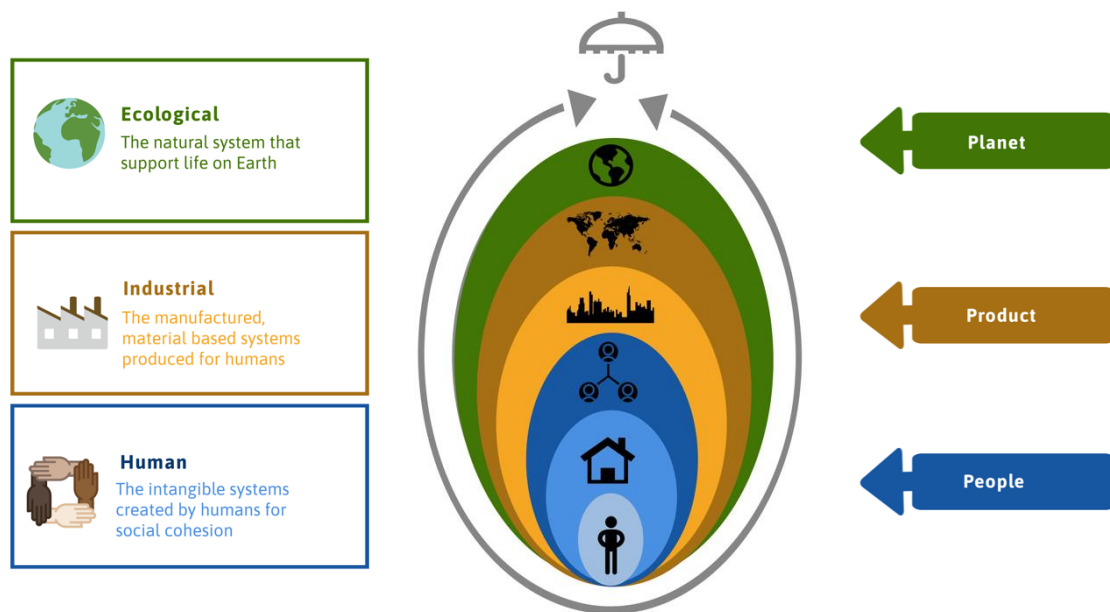 Ecological
The natural system that
support life on Earth
Industrial
The manufactured,
material based systems
produced for humans
Human
The intangible systems
created by humans for
social cohesion
Planet
Product
People